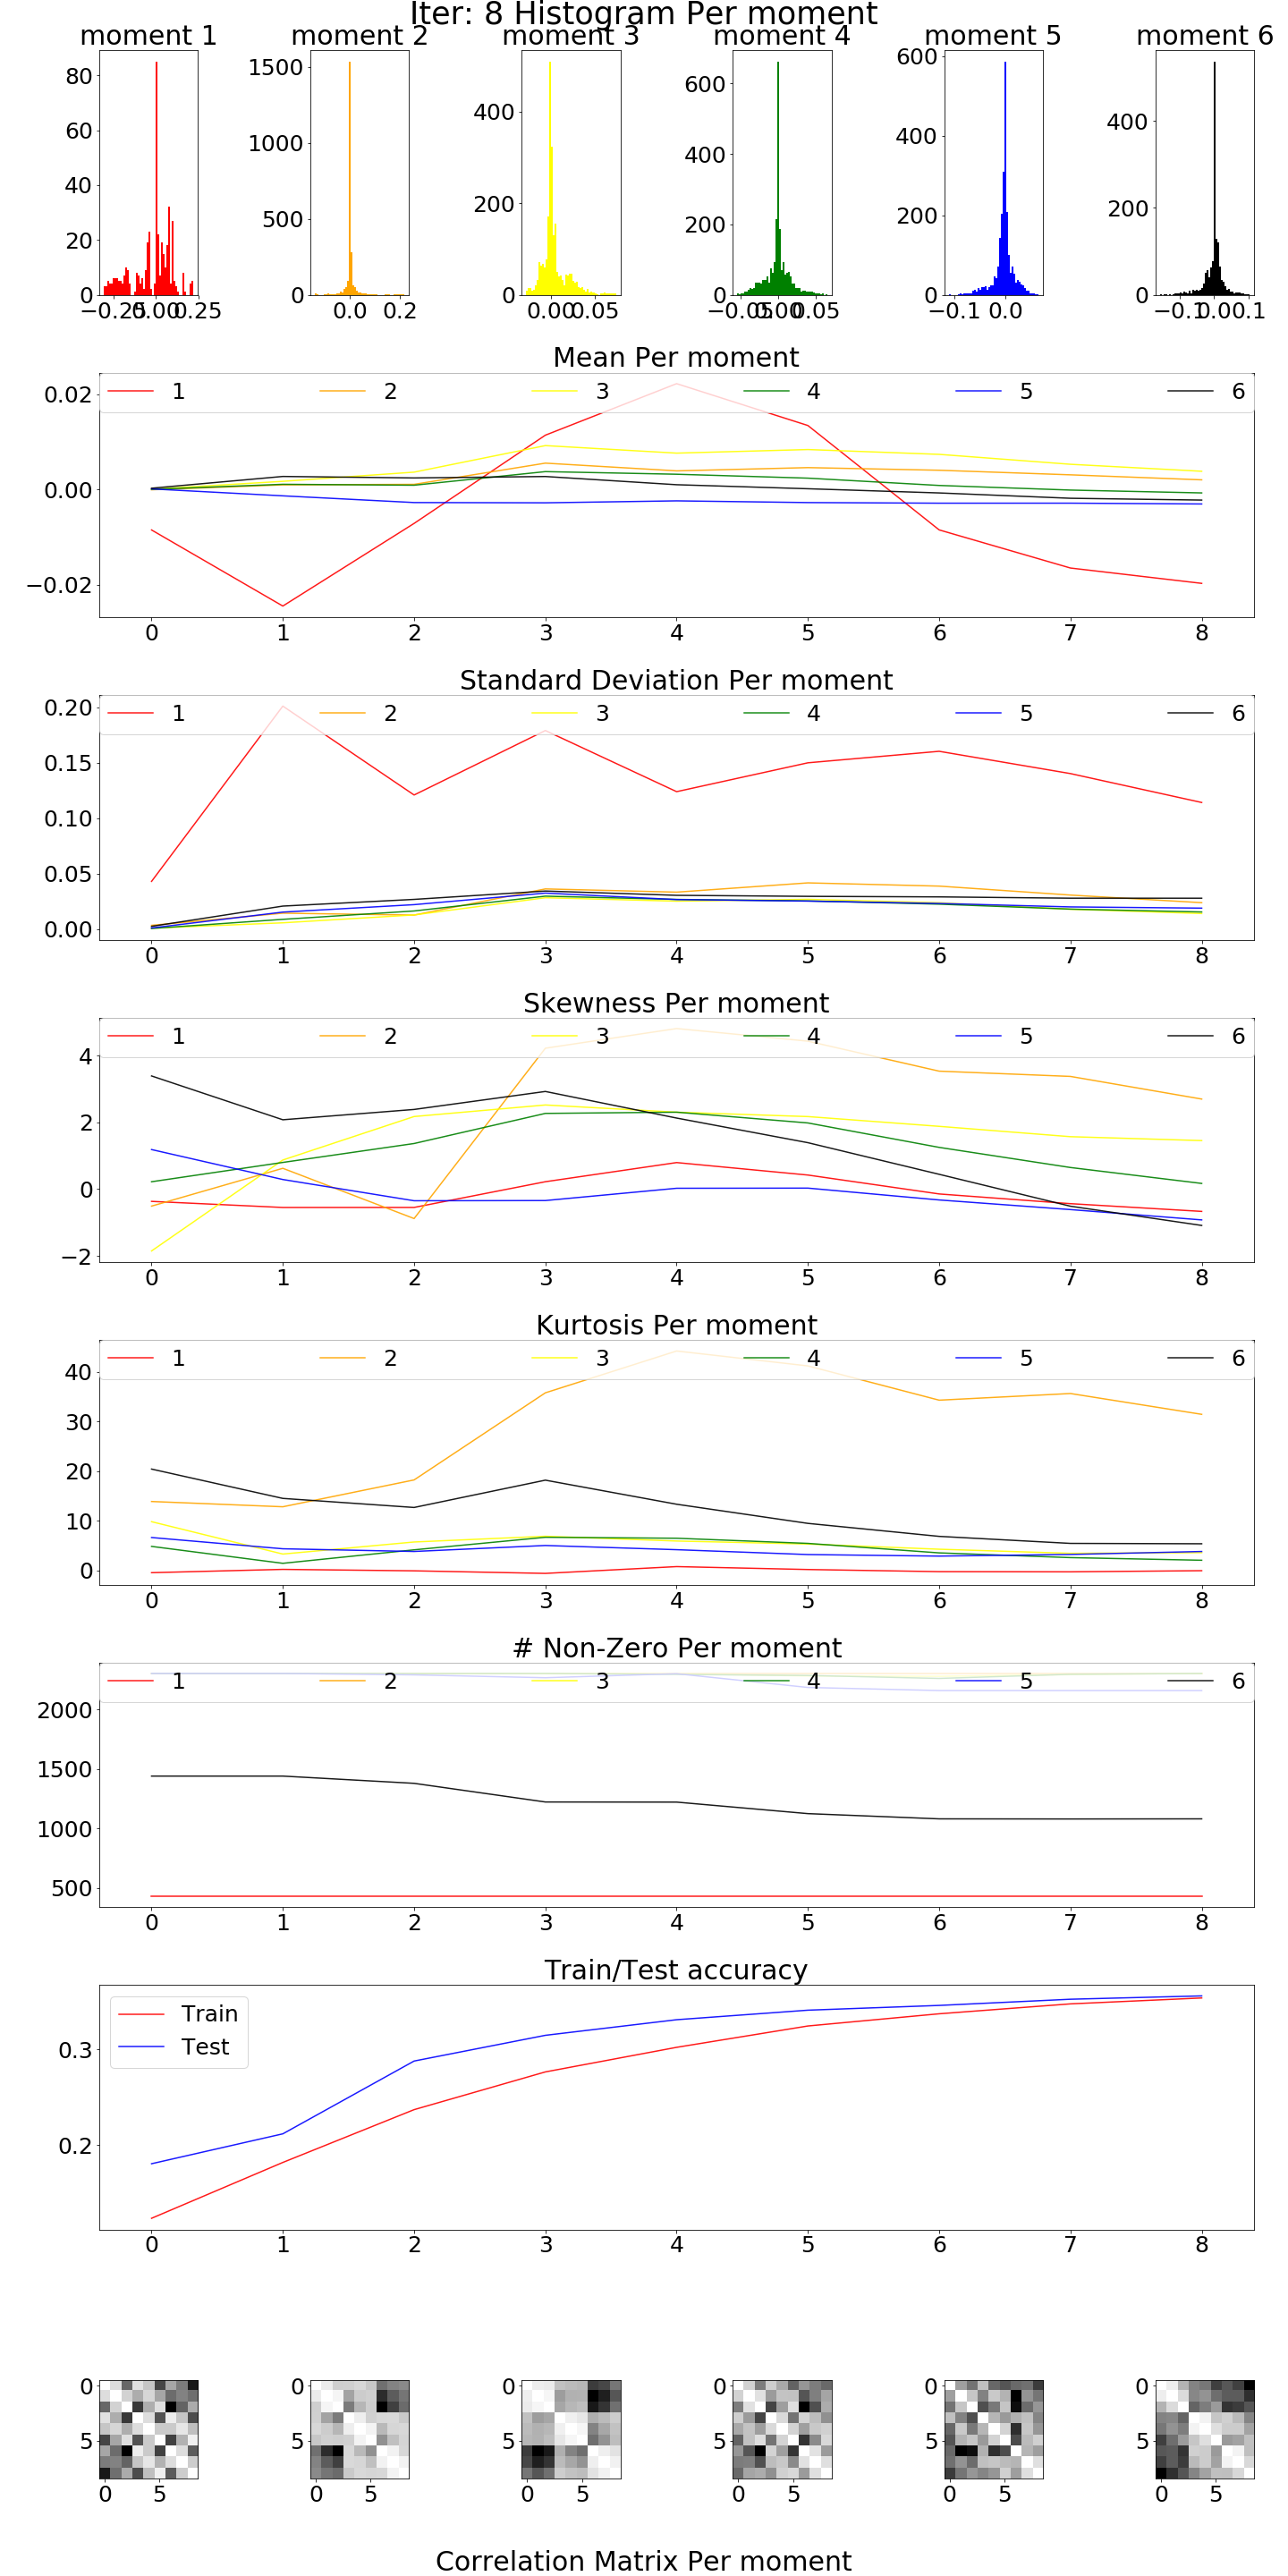 Iter: 8 Histogram Per moment
moment 1 moment 2 moment 3 moment 4 moment 5 moment 6
80 60 40 20 0
1500 1000 500 0
400 200 0
600 400 200 0
600 400 200 0
400 200 0
−0.25 0.00 0.25
0.0 0.2
0.00 0.05
−0.05 0.00 0.05
−0.1 0.0
−0.1 0.0 0.1
Mean Per moment
1 2 3 4 5 6
0.02
0.00
−0.02
0 1 2 3 4 5 6 7 8
Standard Deviation Per moment
1 2 3 4 5 6
0.20
0.15
0.10
0.05
0.00
0 1 2 3 4 5 6 7 8
Skewness Per moment
1 2 3 4 5 6
4
2
0
−2
0 1 2 3 4 5 6 7 8
Kurtosis Per moment
1 2 3 4 5 6
40
30
20
10
0
0 1 2 3 4 5 6 7 8
# Non-Zero Per moment
1 2 3 4 5 6
2000
1500
1000
500
0 1 2 3 4 5 6 7 8
Train/Test accuracy
Train
Test
0.3
0.2
0 1 2 3 4 5 6 7 8
0 0 0 0 0 0
5 5 5 5 5 5
0 5 0 5 0 5 0 5 0 5 0 5
Correlation Matrix Per moment